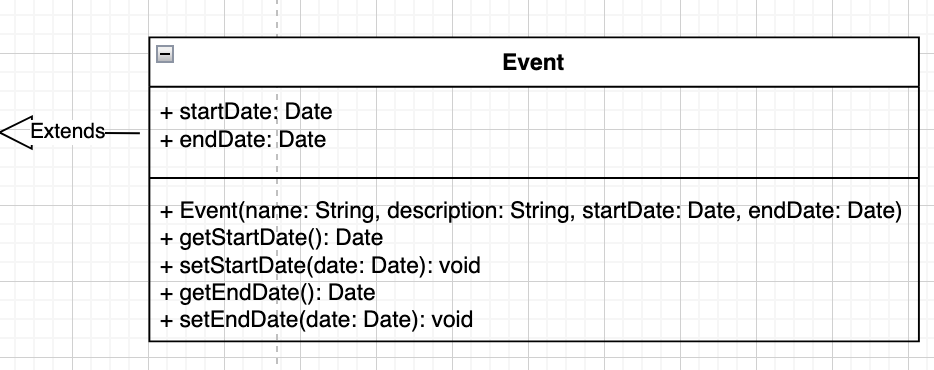 Event
+ startDate: Date
Extends
+ endDate: Date
+ Event(name: String, description: String, startDate: Date, endDate: Date)
+ getStartDate(): Date
+ setStartDate(date: Date): void
+ getEndDate(): Date
+ setEndDate(date: Date): void